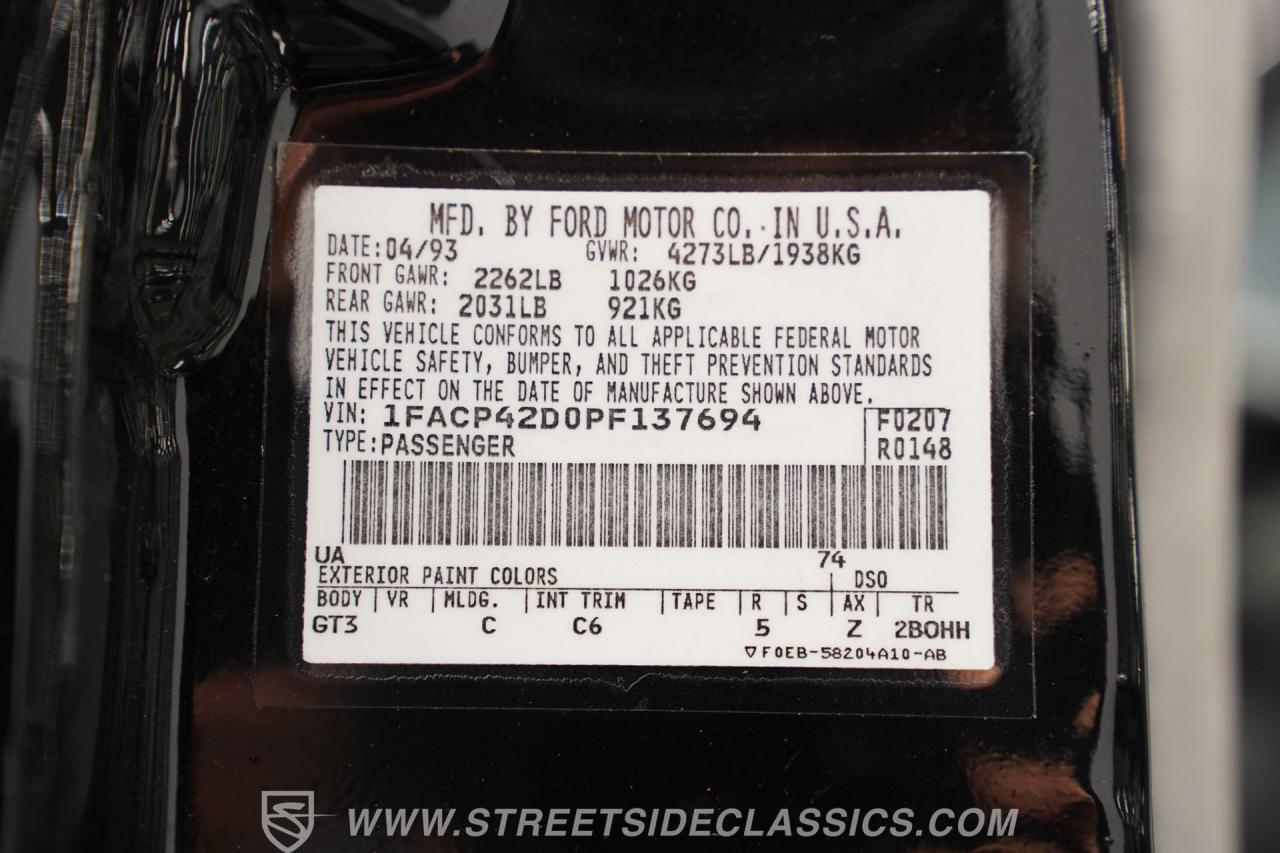 MFD. BY FORD MOTOR CO. IN U.S.A.
DATE: 04/93 GVWR: 4273LB/1938KG
FRONT GAWR: 2262LB 1026KG
REAR GAWR: 2031LB 921KG
THIS VEHICLE CONFORMS TO ALL APPLICABLE FEDERAL MOTOR
VEHICLE SAFETY, BUMPER, AND THEFT PREVENTION STANDARDS
IN EFFECT ON THE DATE OF MANUFACTURE SHOWN ABOVE.
VIN: 1FACP42D0PF137694 F0207
TYPE: PASSENGER R0148
UA 74
EXTERIOR PAINT COLORS DSO
BODY VR MLDG. INT TRIM TAPE R S AX TR
GT3 C C6 5 Z 2BOHH
▽ F0EB-58204A10-AB
WWW.STREETSIDECLASSICS.COM